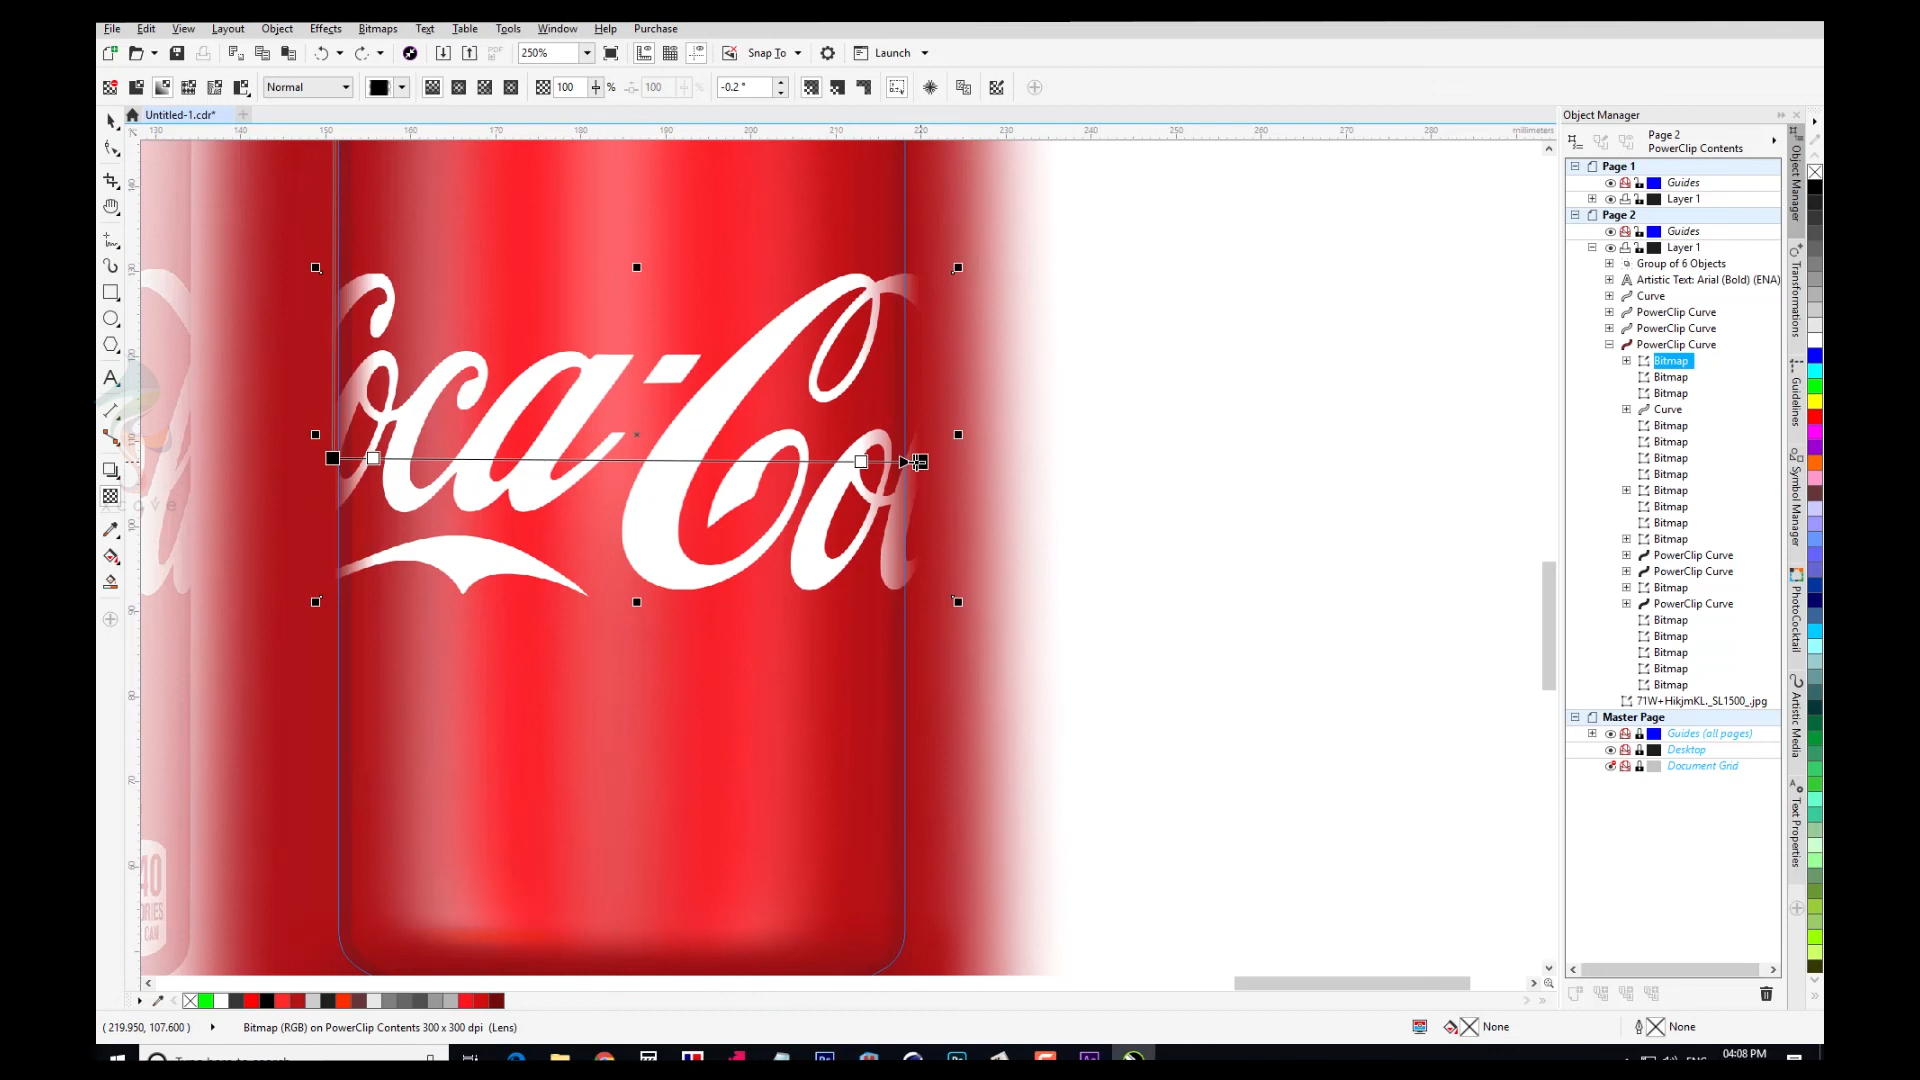 File Edit View Layout Object Effects Bitmaps Text Table Tools Window Help Purchase
250% Snap To Launch
Normal 100 % 100 % -0.2 °
Untitled-1.cdr*
130 140 150 160 170 180 190 200 210 220 230 240 250 260 270 280 millimeters
Coca-Co
40
CAN
xcove
Object Manager
Page 2
PowerClip Contents
Page 1
Guides
Layer 1
Page 2
Guides
Layer 1
Group of 6 Objects
Artistic Text: Arial (Bold) (ENA)
Curve
PowerClip Curve
PowerClip Curve
PowerClip Curve
Bitmap
Bitmap
Bitmap
Curve
Bitmap
Bitmap
Bitmap
Bitmap
Bitmap
Bitmap
Bitmap
Bitmap
PowerClip Curve
PowerClip Curve
Bitmap
PowerClip Curve
Bitmap
Bitmap
Bitmap
Bitmap
Bitmap
71W+HikjmKL._SL1500_.jpg
Master Page
Guides (all pages)
Desktop
Document Grid
Object Manager
Transformations
Guidelines
Symbol Manager
PhotoCocktail
Artistic Media
Text Properties
( 219.950, 107.600 ) Bitmap (RGB) on PowerClip Contents 300 x 300 dpi (Lens) None None
04:08 PM